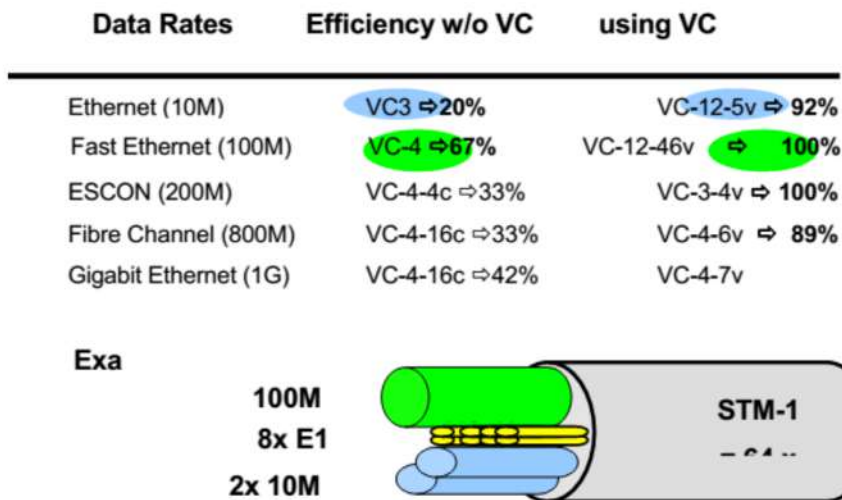 Data Rates Efficiency w/o VC using VC
Ethernet (10M) VC3 ⇨20% VC-12-5v ⇨ 92%
Fast Ethernet (100M) VC-4 ⇨67% VC-12-46v ⇨ 100%
ESCON (200M) VC-4-4c ⇨33% VC-3-4v ⇨ 100%
Fibre Channel (800M) VC-4-16c ⇨33% VC-4-6v ⇨ 89%
Gigabit Ethernet (1G) VC-4-16c ⇨42% VC-4-7v
Exa
100M
STM-1
8x E1
2x 10M